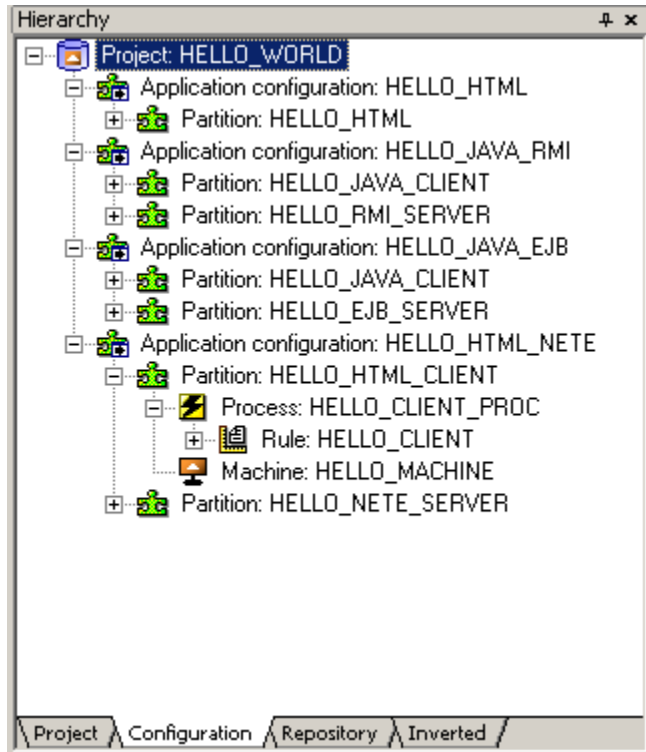 Hierarchy
Project: HELLO_WORLD
Application configuration: HELLO_HTML
Partition: HELLO_HTML
Application configuration: HELLO_JAVA_RMI
Partition: HELLO_JAVA_CLIENT
Partition: HELLO_RMI_SERVER
Application configuration: HELLO_JAVA_EJB
Partition: HELLO_JAVA_CLIENT
Partition: HELLO_EJB_SERVER
Application configuration: HELLO_HTML_NETE
Partition: HELLO_HTML_CLIENT
Process: HELLO_CLIENT_PROC
Rule: HELLO_CLIENT
Machine: HELLO_MACHINE
Partition: HELLO_NETE_SERVER
Project Configuration Repository Inverted